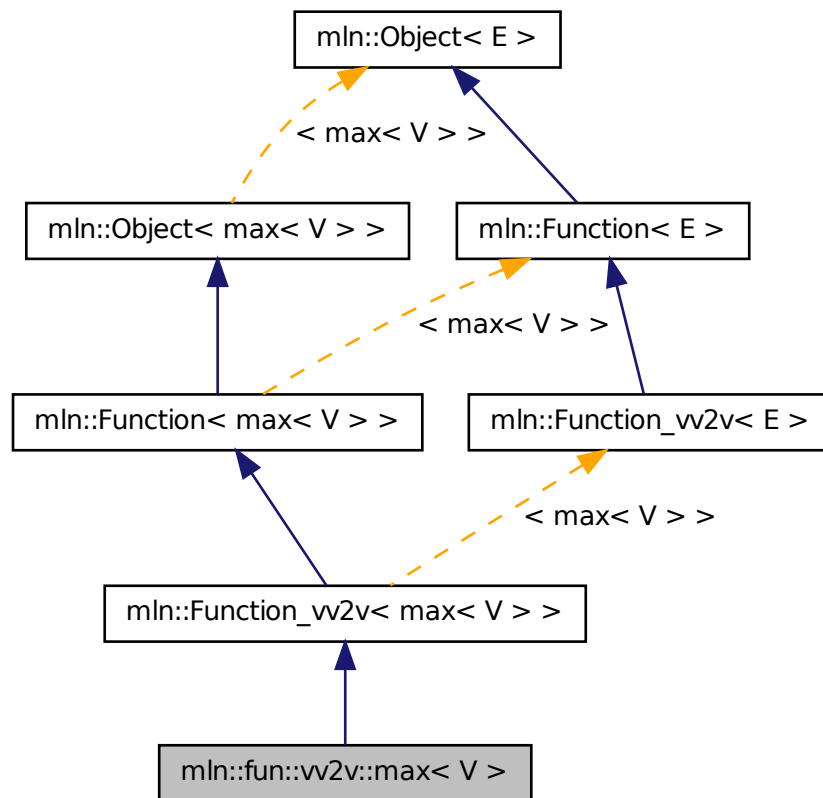 mln::Object< E >
< max< V > >
mln::Object< max< V > >
mln::Function< E >
< max< V > >
mln::Function< max< V > >
mln::Function_vv2v< E >
< max< V > >
mln::Function_vv2v< max< V > >
mln::fun::vv2v::max< V >